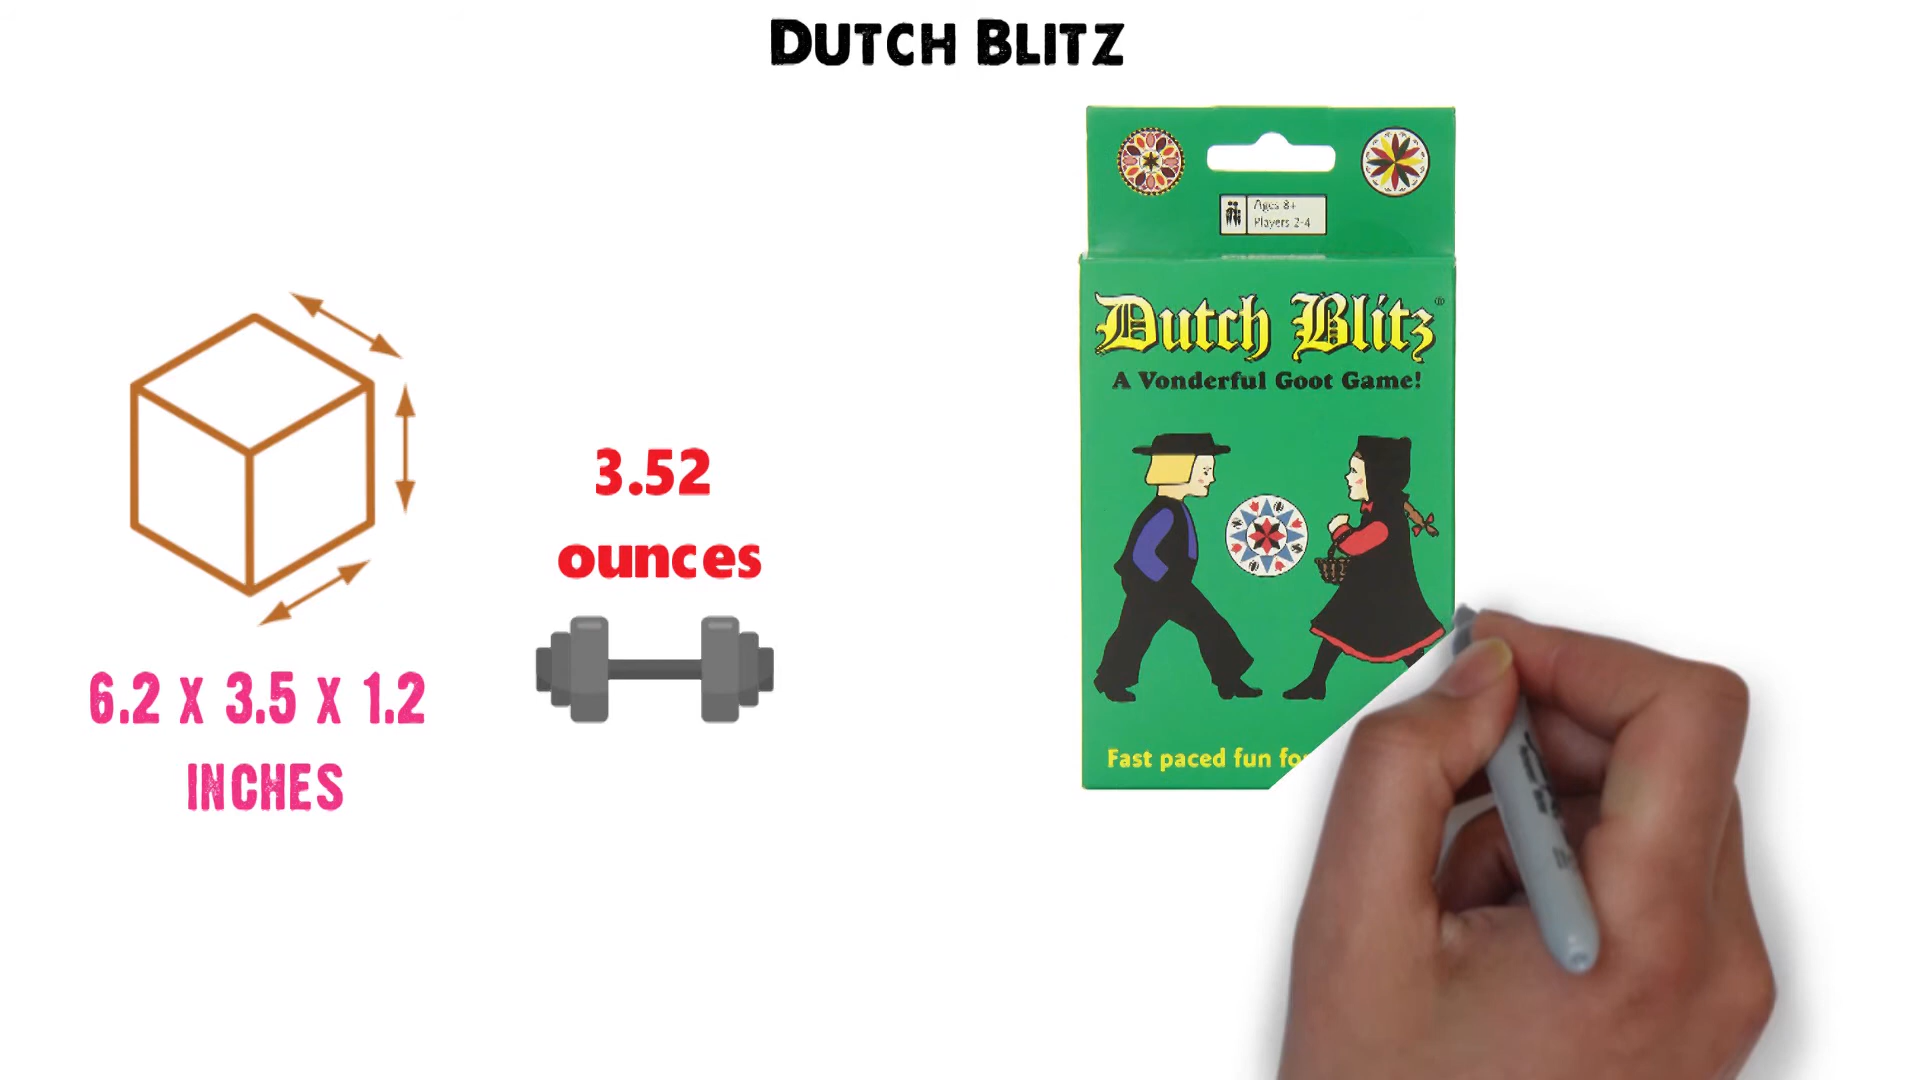 DUTCH BLITZ
Ages 8+
Players 2-4
Dutch Blitz®
A Vonderful Goot Game!
3.52
ounces
6.2 X 3.5 X 1.2
INCHES
Fast paced fun fo